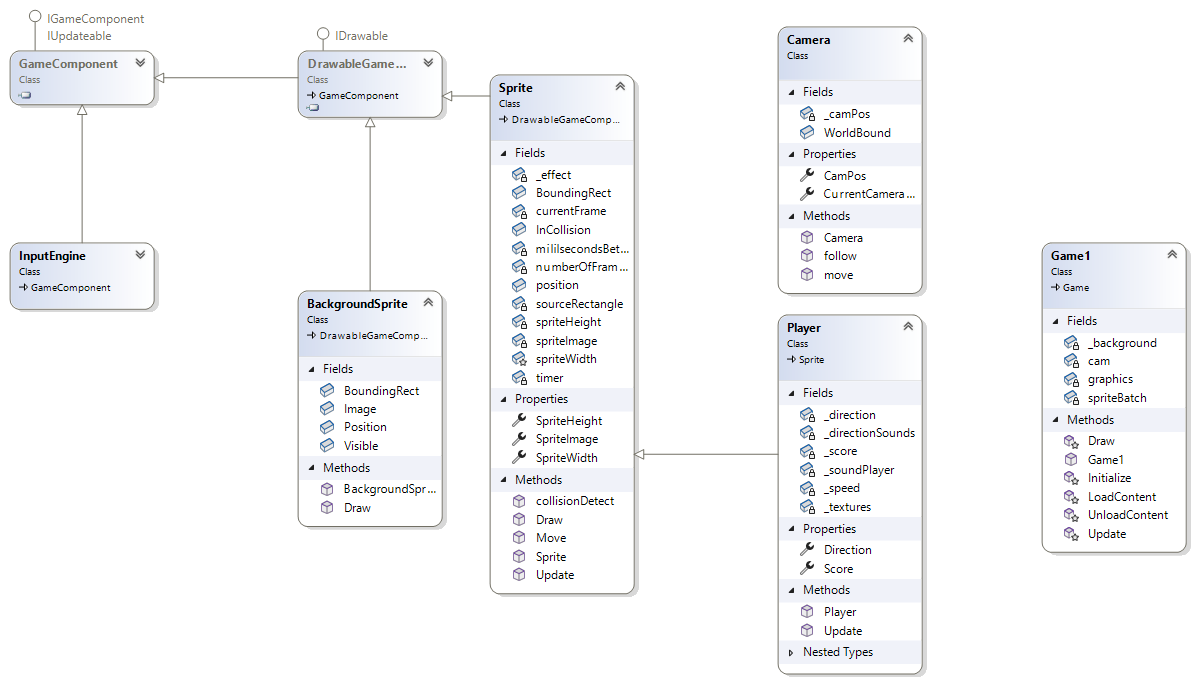 IGameComponent
IUpdateable
GameComponent
Class
IDrawable
DrawableGame...
Class
GameComponent
Sprite
Class
DrawableGameComp...
Fields
_effect
BoundingRect
currentFrame
InCollision
mililsecondsBet...
numberOfFram...
position
sourceRectangle
spriteHeight
spriteImage
spriteWidth
timer
Properties
SpriteHeight
SpriteImage
SpriteWidth
Methods
collisionDetect
Draw
Move
Sprite
Update
InputEngine
Class
GameComponent
BackgroundSprite
Class
DrawableGameComp...
Fields
BoundingRect
Image
Position
Visible
Methods
BackgroundSpr...
Draw
Camera
Class
Fields
_camPos
WorldBound
Properties
CamPos
CurrentCamera...
Methods
Camera
follow
move
Player
Class
Sprite
Fields
_direction
_directionSounds
_score
_soundPlayer
_speed
_textures
Properties
Direction
Score
Methods
Player
Update
Nested Types
Game1
Class
Game
Fields
_background
cam
graphics
spriteBatch
Methods
Draw
Game1
Initialize
LoadContent
UnloadContent
Update